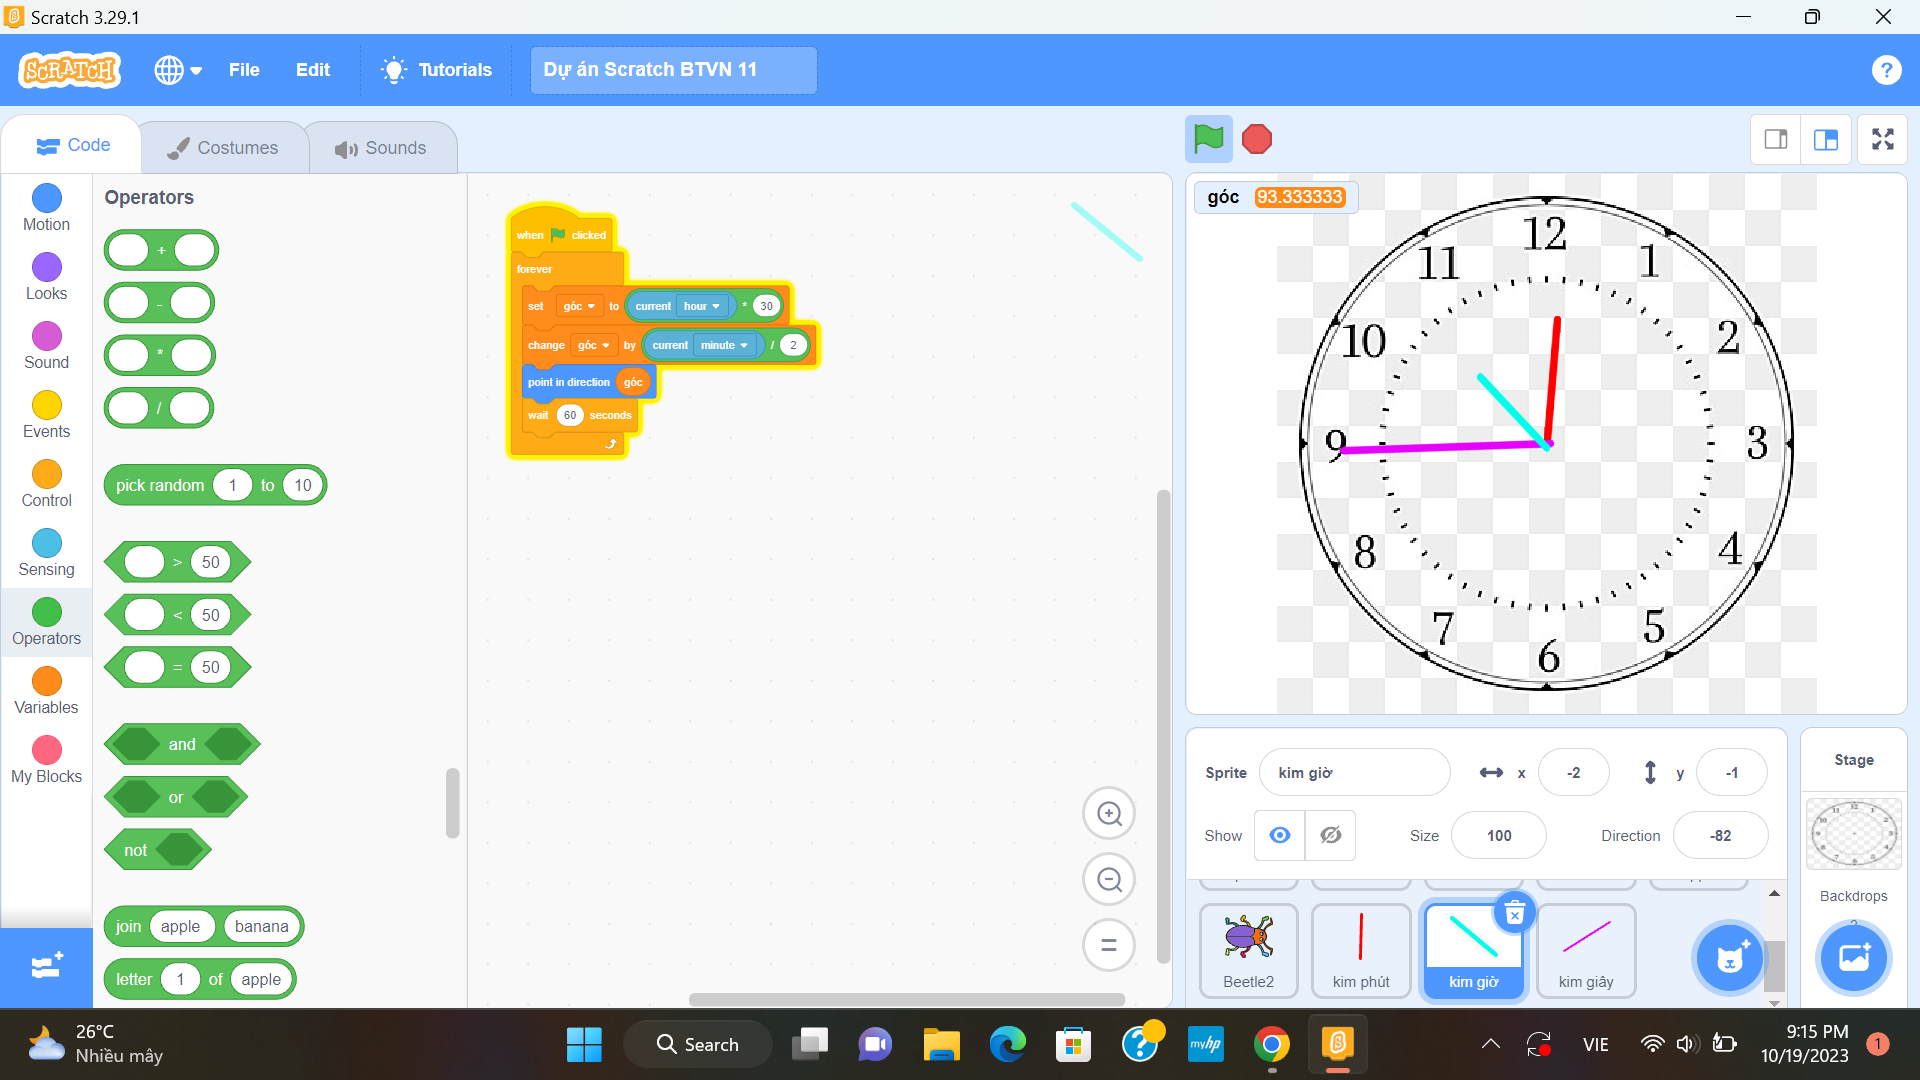 Scratch 3.29.1
SCRATCH
File
Edit
Tutorials
Dự án Scratch BTVN 11
?
Code
Costumes
Sounds
Motion
Looks
Sound
Events
Control
Sensing
Operators
Variables
My Blocks
Operators
+
-
*
/
pick random 1 to 10
> 50
< 50
= 50
and
or
not
join apple banana
letter 1 of apple
when clicked
forever
set góc to current hour * 30
change góc by current minute / 2
point in direction góc
wait 60 seconds
góc 93.333333
12
1
2
3
4
5
6
7
8
9
10
11
Sprite kim giờ x -2 y -1
Show Size 100 Direction -82
Beetle2
kim phút
kim giờ
kim giây
Stage
Backdrops
26°C
Nhiều mây
Search
?
myhp
VIE
9:15 PM
10/19/2023
1